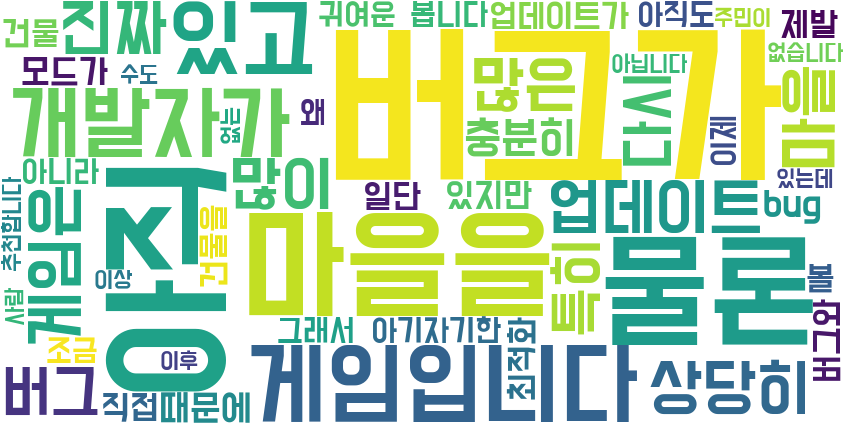 건물
진짜
있고
귀여운
봅니다
업데이트가
아직도
주민이
제발
없습니다
모드가
수도
버그가
많은
아닙니다
마을
개발자가
없는
왜
충분히
시다
이제
아니라
많이
일단
있지만
업데이트
있는데
bug
추천합니다
게임은
오직
건물을
마을을
특히
물론
이상
볼
사람
조금
이후
그래서
아기자기한
최적화
버그와
버그
직접
때문에
게임입니다
상당히